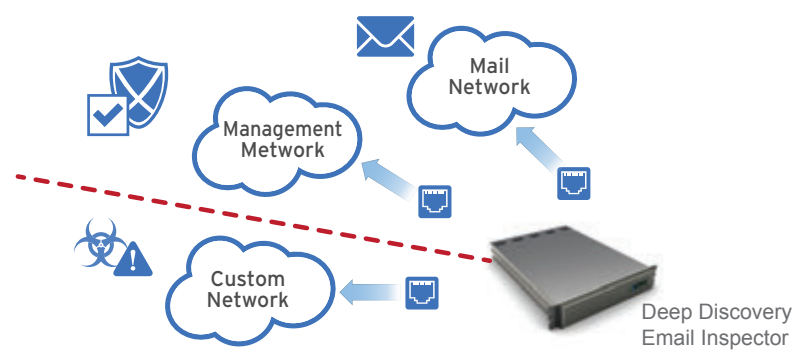 Mail
Network
Management
Metwork
Custom
Network
Deep Discovery
Email Inspector